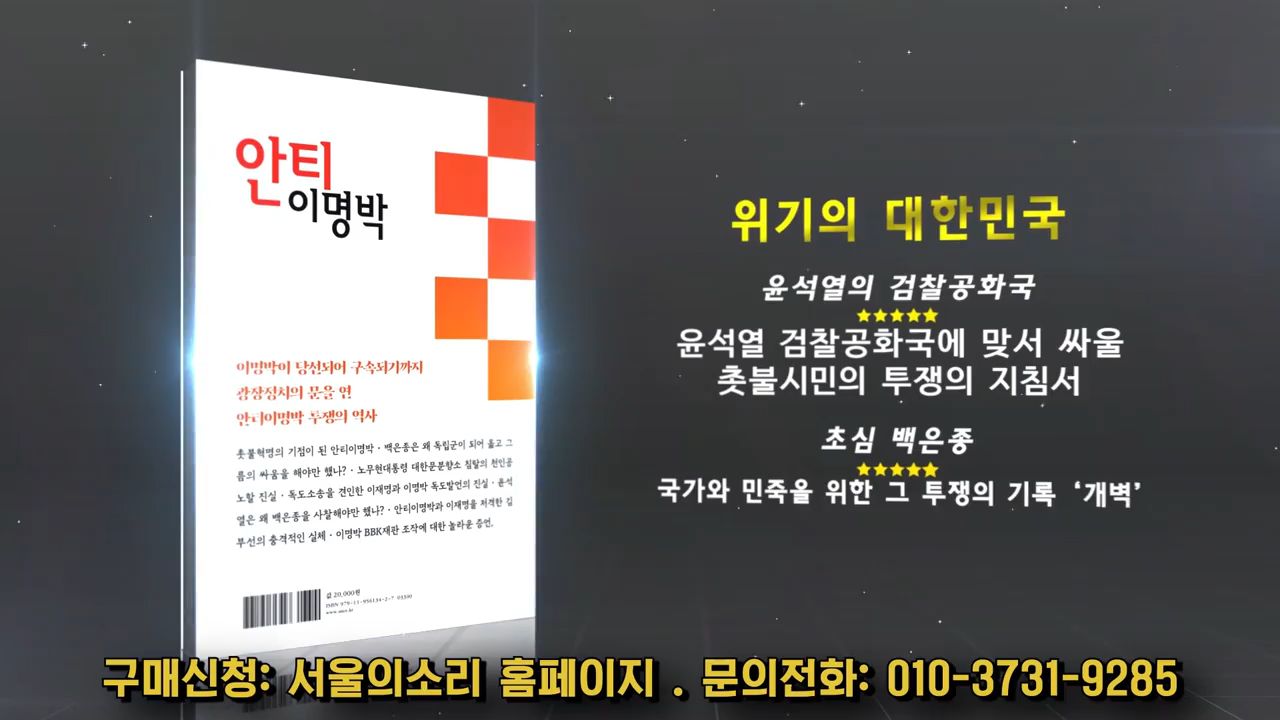 안티
이명박
이명박이 당선되어 구속되기까지
광장정치의 문을 연
안티이명박 투쟁의 역사
촛불혁명의 기점이 된 안티이명박 · 백은종은 왜 독립군이 되어 울고 그
름의 싸움을 해야만 했나? · 노무현대통령 대한문분향소 침탈의 천인공
노할 진실 · 독도소송을 견인한 이재명과 이명박 독도발언의 진실 · 윤석
열은 왜 백은종을 사찰해야만 했나? · 안티이명박과 이재명을 저격한 김
부선의 충격적인 실체 · 이명박 BBK재판 조작에 대한 놀라운 증언.
값 20,000원
위기의 대한민국
윤석열의 검찰공화국
윤석열 검찰공화국에 맞서 싸울
촛불시민의 투쟁의 지침서
초심 백은종
국가와 민족을 위한 그 투쟁의 기록 ‘개벽’
구매신청: 서울의소리 홈페이지 . 문의전화: 010-3731-9285